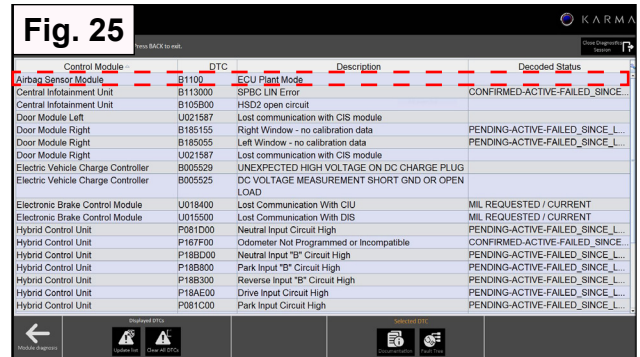 Fig. 25
KARMA
Press BACK to exit.
Close Diagnostics Session
Control Module DTC Description Decoded Status
Airbag Sensor Module B1100 ECU Plant Mode
Central Infotainment Unit B113000 SPBC LIN Error CONFIRMED-ACTIVE-FAILED_SINCE...
Central Infotainment Unit B105B00 HSD2 open circuit
Door Module Left U021587 Lost communication with CIS module
Door Module Right B185155 Right Window - no calibration data PENDING-ACTIVE-FAILED_SINCE_L...
Door Module Right B185055 Left Window - no calibration data PENDING-ACTIVE-FAILED_SINCE_L...
Door Module Right U021587 Lost communication with CIS module
Electric Vehicle Charge Controller B005529 UNEXPECTED HIGH VOLTAGE ON DC CHARGE PLUG
Electric Vehicle Charge Controller B005525 DC VOLTAGE MEASUREMENT SHORT GND OR OPEN
LOAD
Electronic Brake Control Module U018400 Lost Communication With CIU MIL REQUESTED / CURRENT
Electronic Brake Control Module U015500 Lost Communication With DIS MIL REQUESTED / CURRENT
Hybrid Control Unit P081D00 Neutral Input Circuit High PENDING-ACTIVE-FAILED_SINCE_L...
Hybrid Control Unit P167F00 Odometer Not Programmed or Incompatible CONFIRMED-ACTIVE-FAILED_SINCE...
Hybrid Control Unit P18BD00 Neutral Input "B" Circuit High PENDING-ACTIVE-FAILED_SINCE_L...
Hybrid Control Unit P18B800 Park Input "B" Circuit High PENDING-ACTIVE-FAILED_SINCE_L...
Hybrid Control Unit P18B300 Reverse Input "B" Circuit High PENDING-ACTIVE-FAILED_SINCE_L...
Hybrid Control Unit P18AE00 Drive Input Circuit High PENDING-ACTIVE-FAILED_SINCE_L...
Hybrid Control Unit P081C00 Park Input Circuit High PENDING-ACTIVE-FAILED_SINCE_L...
Displayed DTCs Selected DTC
Module diagnosis Update list Clear All DTCs Documentation Fault Tree